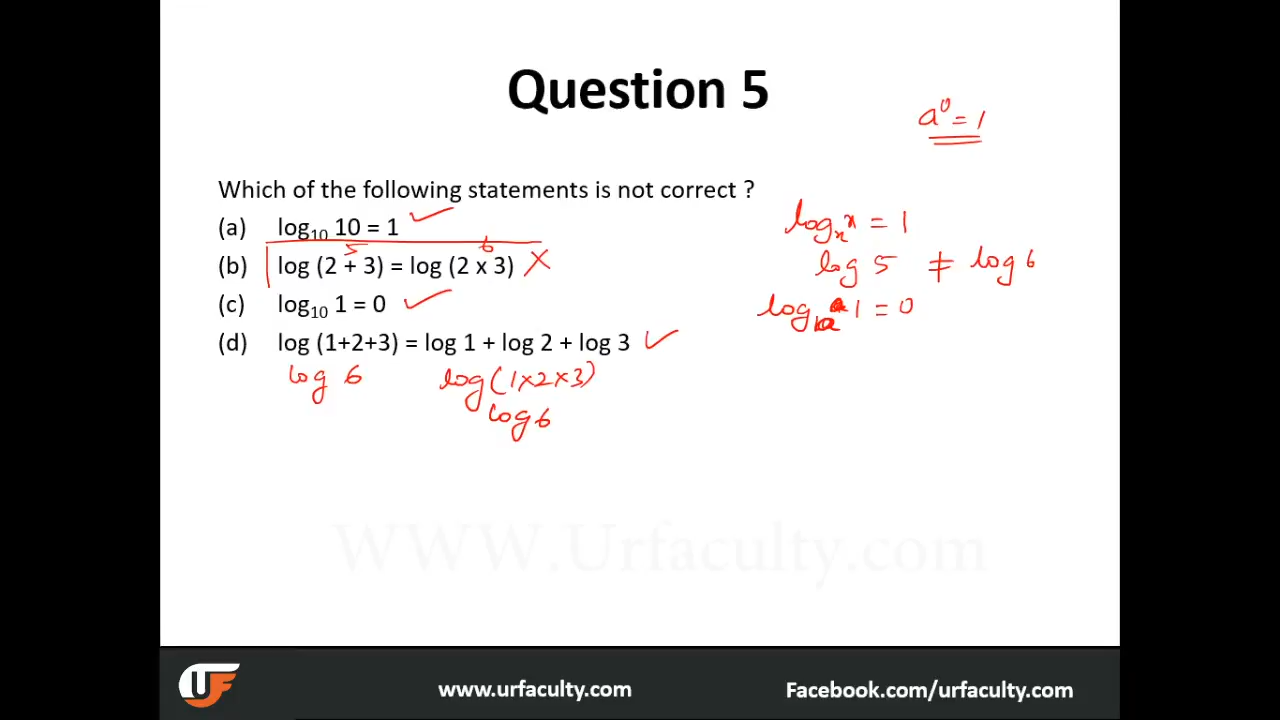 Question 5
a⁰ = 1
Which of the following statements is not correct ?
(a) log₁₀ 10 = 1 ✓
logₓ x = 1
5 6
(b) log (2 + 3) = log (2 x 3) ✗
log 5 ≠ log 6
(c) log₁₀ 1 = 0 ✓
log 1 = 0
(d) log (1+2+3) = log 1 + log 2 + log 3 ✓
log 6 log(1×2×3)
log 6
WWW.Urfaculty.com
UF
www.urfaculty.com
Facebook.com/urfaculty.com